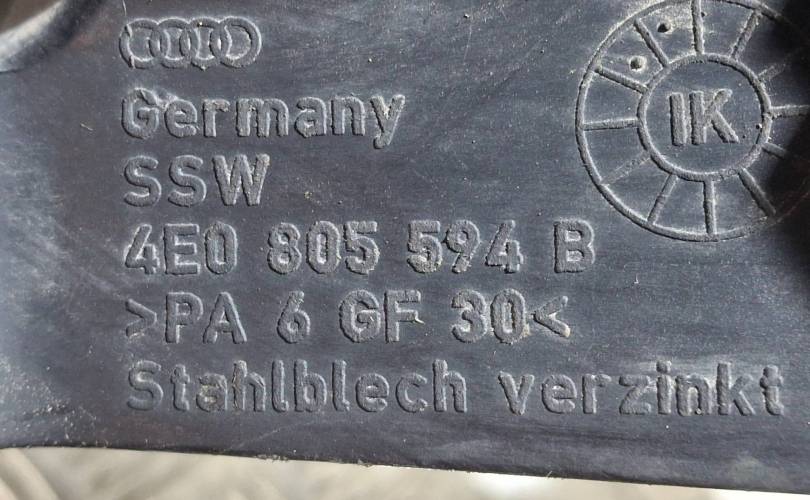 Germany
IK
SSW
4E0 805 594 B
>PA 6 GF 30<
Stahlblech verzinkt